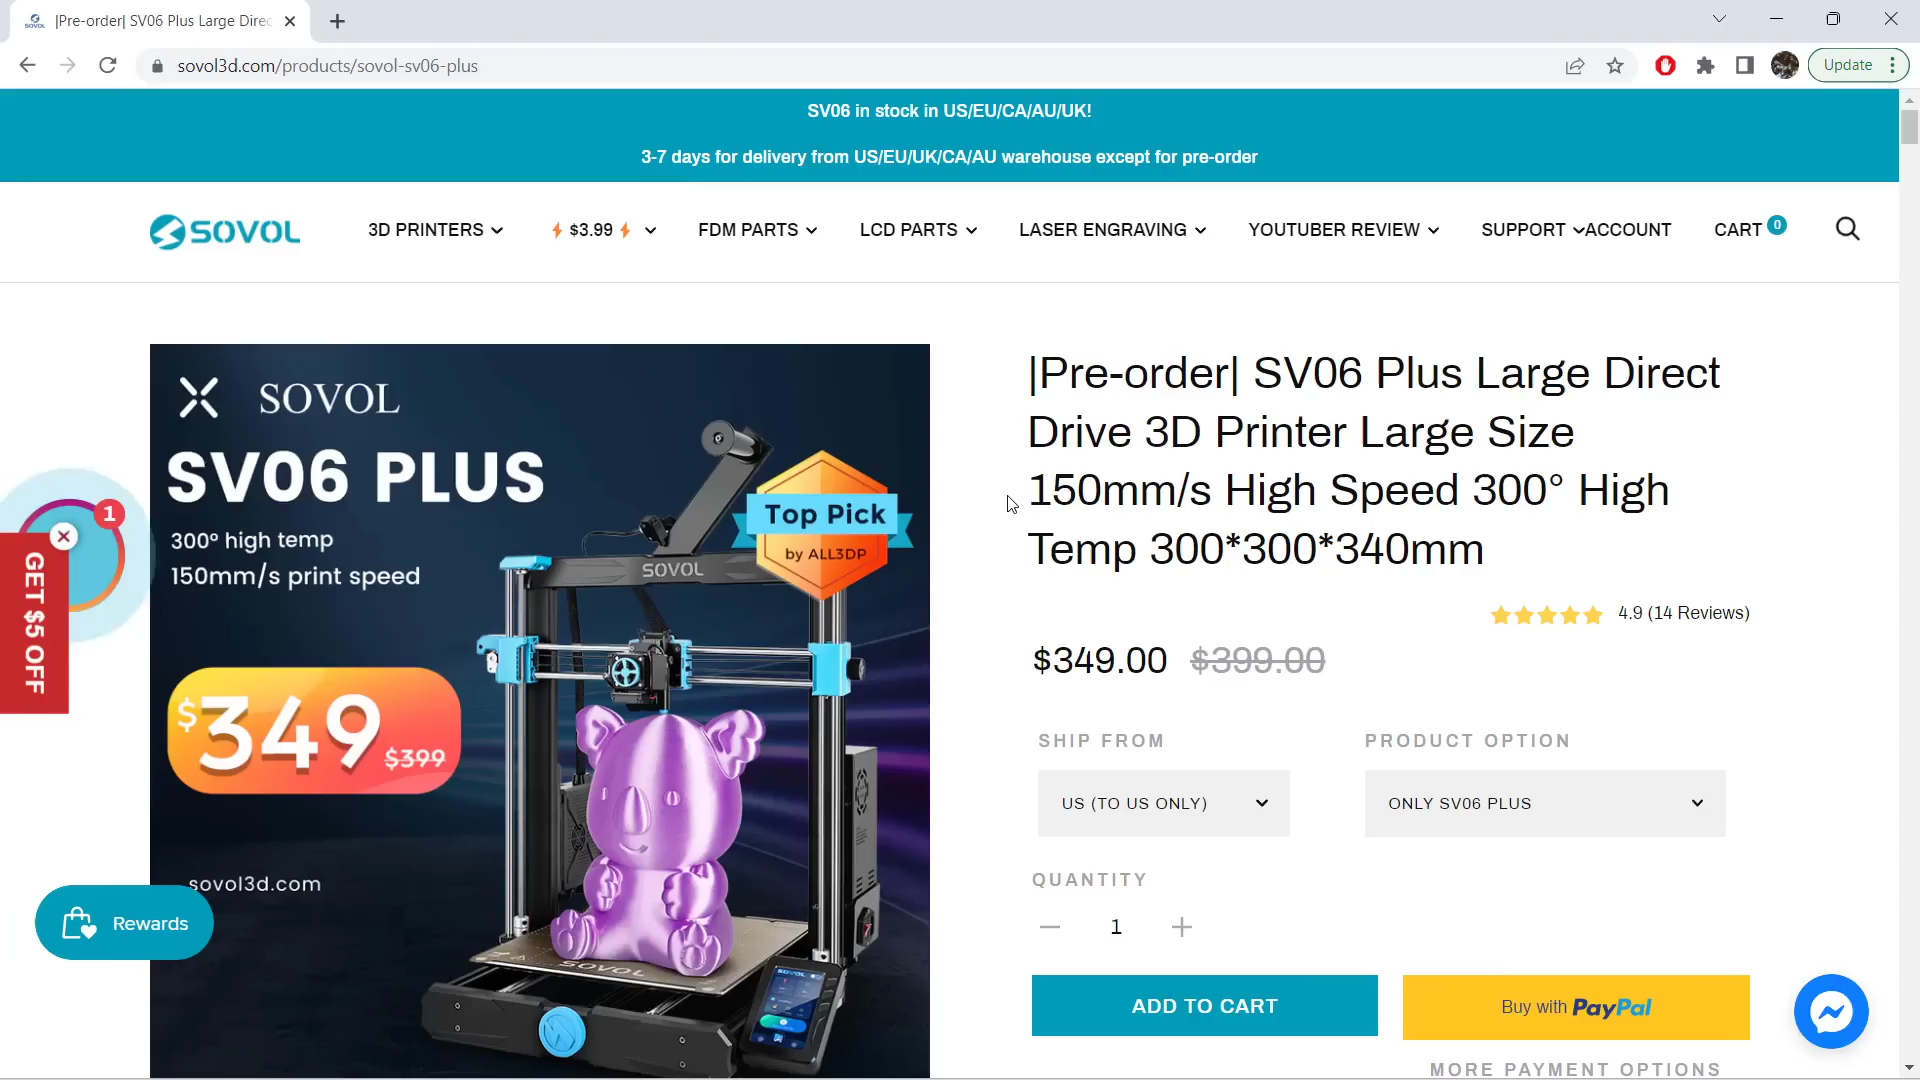 SOVOL
|Pre-order| SV06 Plus Large Direc
sovol3d.com/products/sovol-sv06-plus
Update
SV06 in stock in US/EU/CA/AU/UK!
3-7 days for delivery from US/EU/UK/CA/AU warehouse except for pre-order
SOVOL
3D PRINTERS
$3.99
FDM PARTS
LCD PARTS
LASER ENGRAVING
YOUTUBER REVIEW
SUPPORT
ACCOUNT
CART 0
SOVOL
SV06 PLUS
300° high temp
150mm/s print speed
Top Pick
by ALL3DP
SOVOL
$349 $399
sovol3d.com
SOVOL
SOVOL
1
GET $5 OFF
Rewards
|Pre-order| SV06 Plus Large Direct
Drive 3D Printer Large Size
150mm/s High Speed 300° High
Temp 300*300*340mm
4.9 (14 Reviews)
$349.00 $399.00
SHIP FROM
US (TO US ONLY)
PRODUCT OPTION
ONLY SV06 PLUS
QUANTITY
1
ADD TO CART
Buy with PayPal
MORE PAYMENT OPTIONS